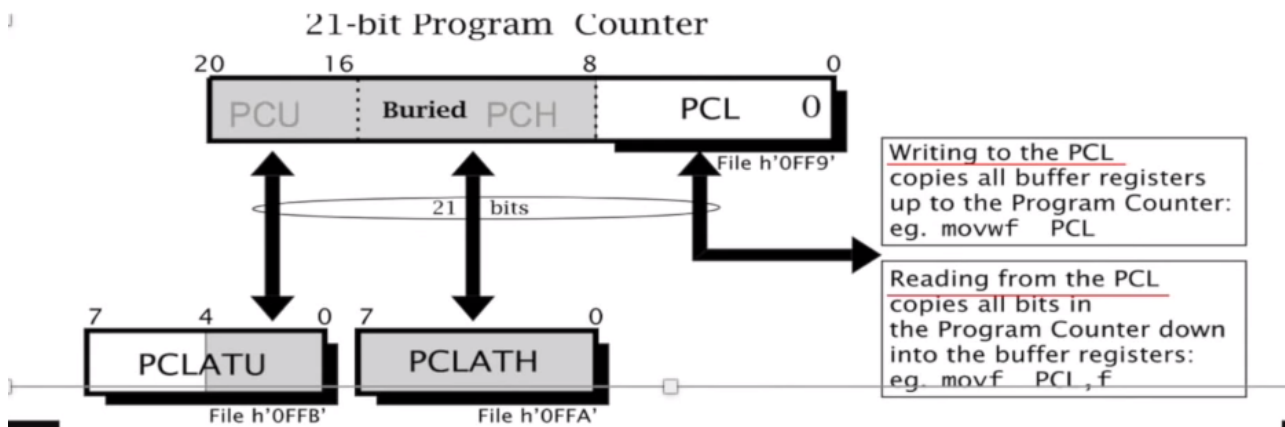 21-bit Program Counter
20 16 8 0
PCU Buried PCH PCL 0
File h'0FF9'
21 bits
Writing to the PCL
copies all buffer registers
up to the Program Counter:
eg. movwf PCL
Reading from the PCL
copies all bits in
the Program Counter down
into the buffer registers:
eg. movf PCL,f
7 4 0 7 0
PCLATU PCLATH
File h'0FFB' File h'0FFA'